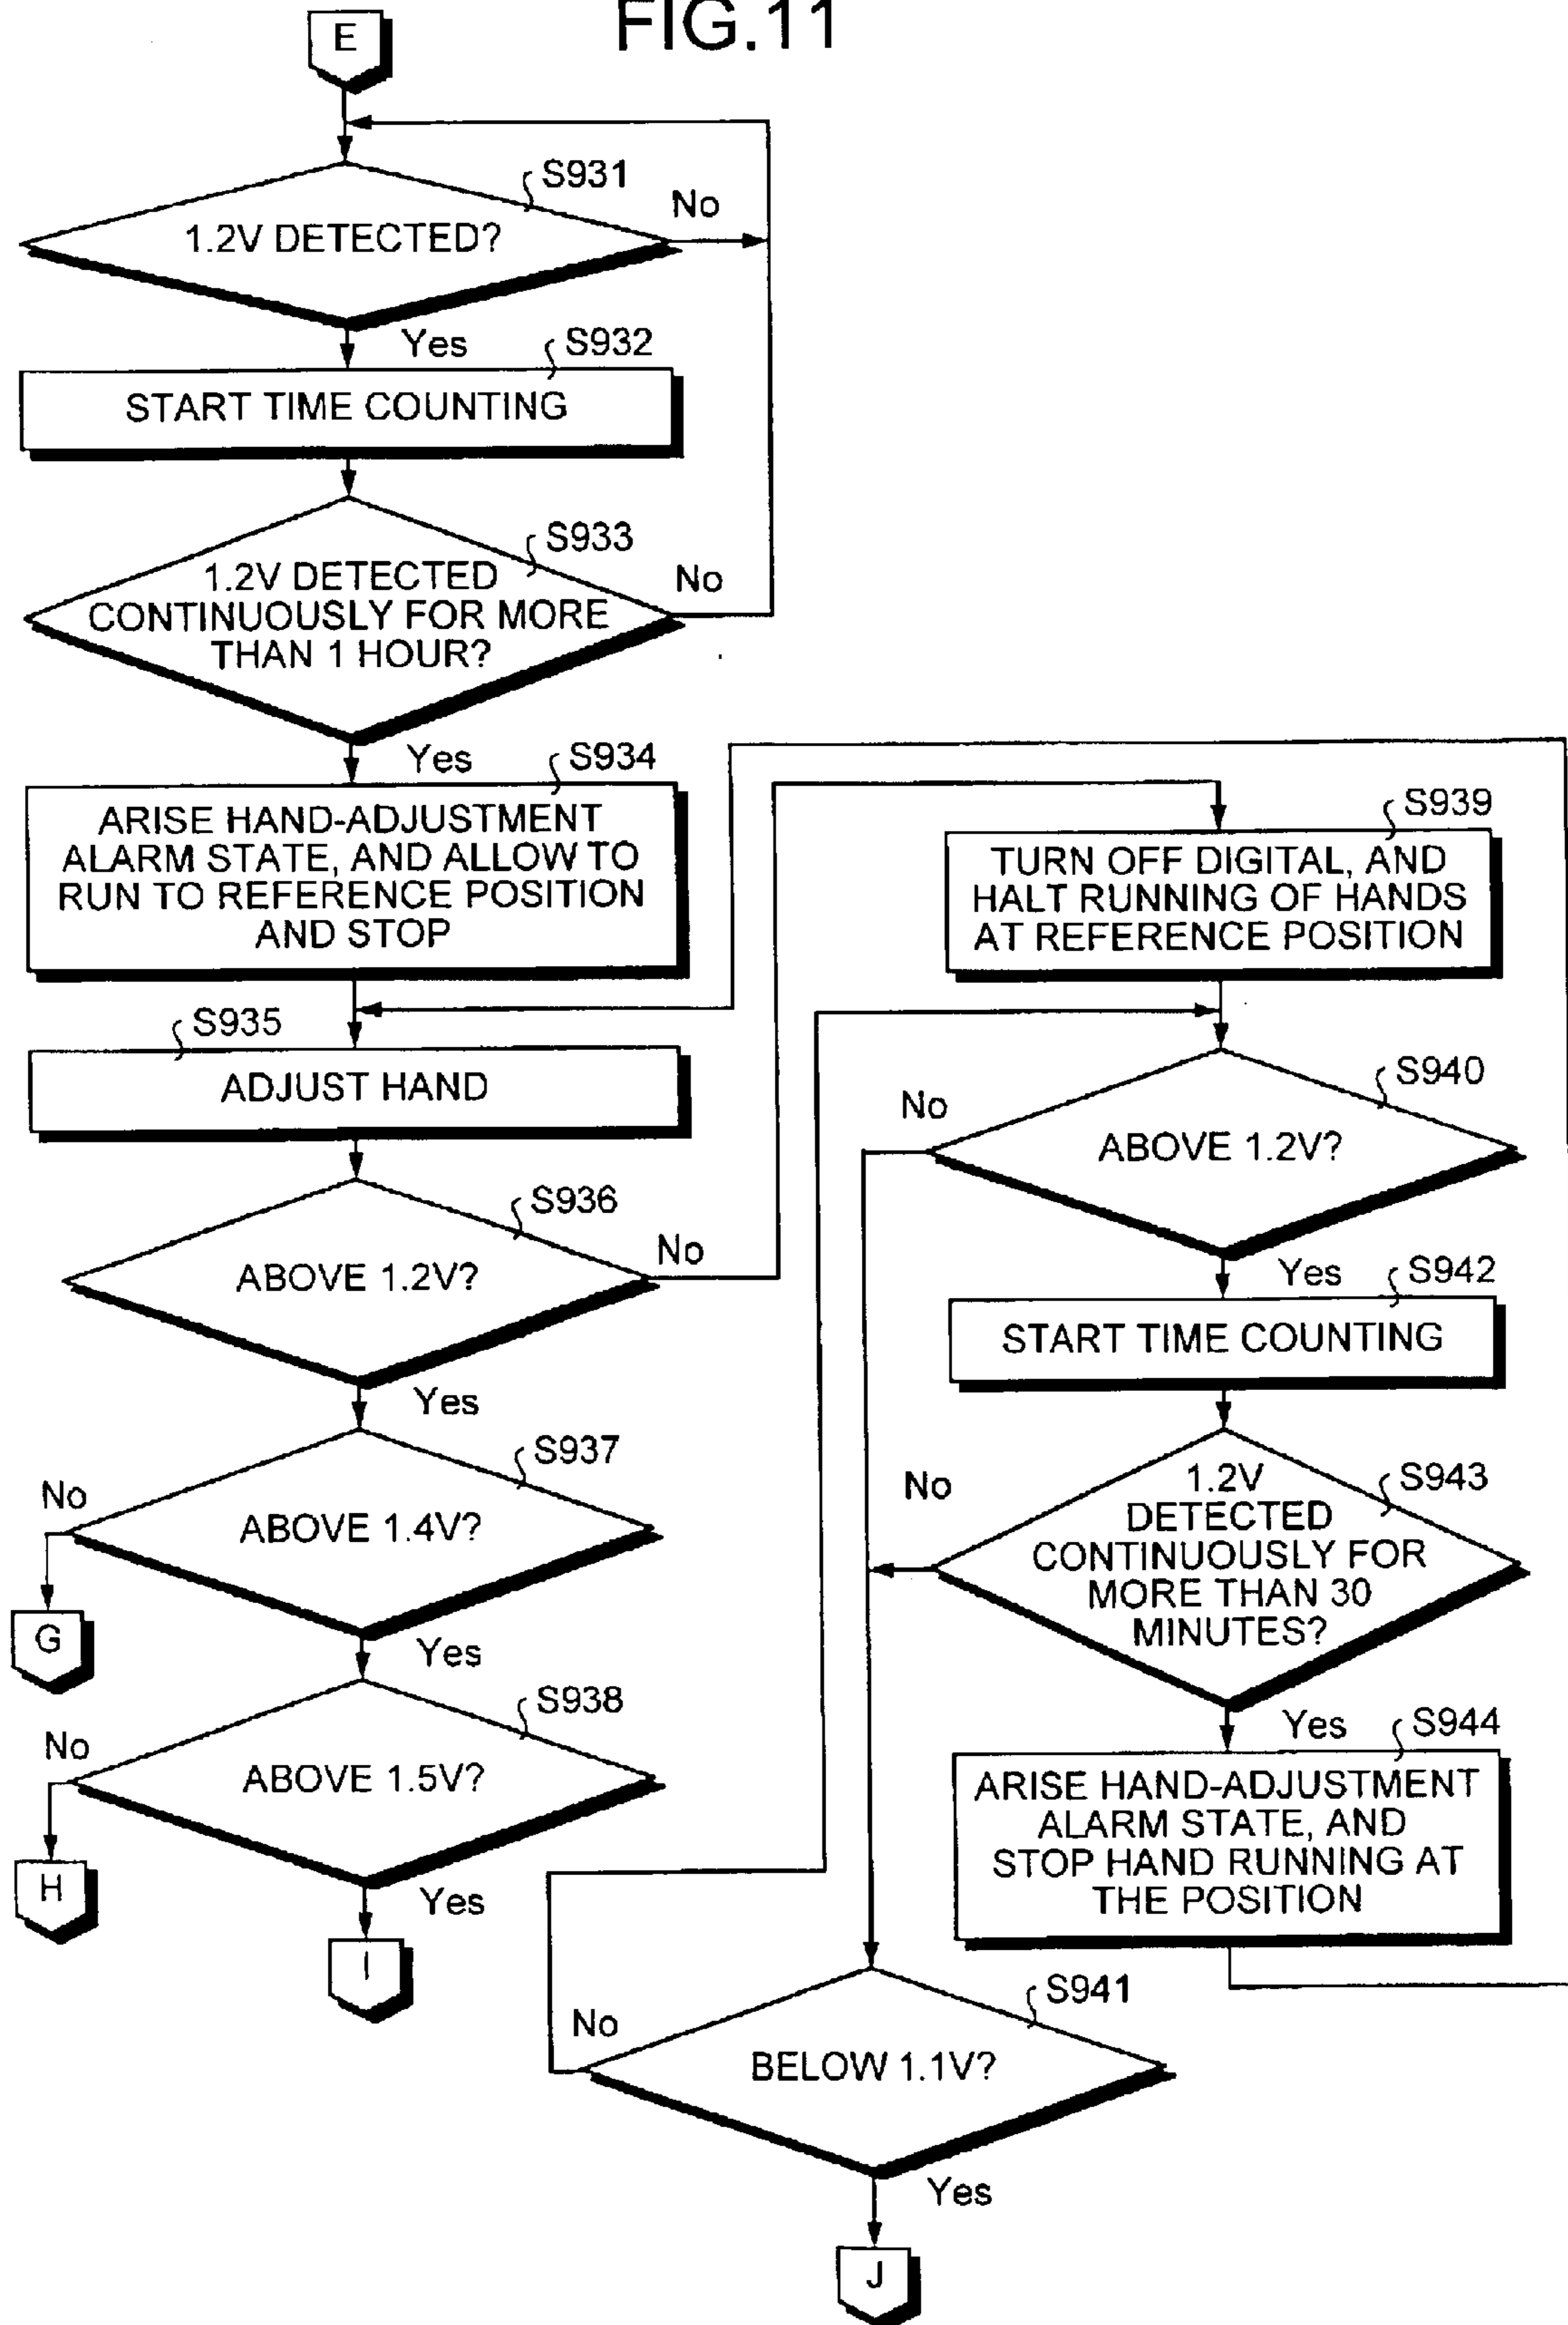 FIG.11
E
S931
No
1.2V DETECTED?
Yes
S932
START TIME COUNTING
S933
No
1.2V DETECTED
CONTINUOUSLY FOR MORE
THAN 1 HOUR?
Yes
S934
ARISE HAND-ADJUSTMENT
ALARM STATE, AND ALLOW TO
RUN TO REFERENCE POSITION
AND STOP
S935
ADJUST HAND
S936
No
ABOVE 1.2V?
Yes
S937
No
ABOVE 1.4V?
G
Yes
S938
No
ABOVE 1.5V?
H
Yes
I
S939
TURN OFF DIGITAL, AND
HALT RUNNING OF HANDS
AT REFERENCE POSITION
S940
No
ABOVE 1.2V?
Yes
S942
START TIME COUNTING
S943
No
1.2V
DETECTED
CONTINUOUSLY FOR
MORE THAN 30
MINUTES?
Yes
S944
ARISE HAND-ADJUSTMENT
ALARM STATE, AND
STOP HAND RUNNING AT
THE POSITION
S941
No
BELOW 1.1V?
Yes
J